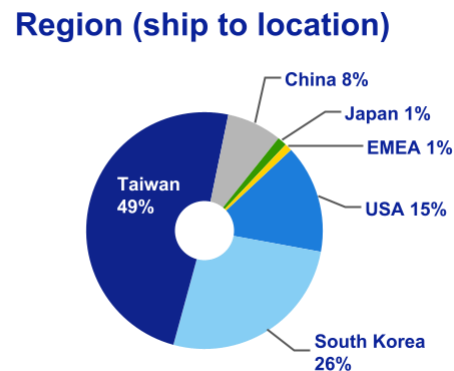 Region (ship to location)
China 8%
Japan 1%
EMEA 1%
Taiwan
49%
USA 15%
South Korea
26%